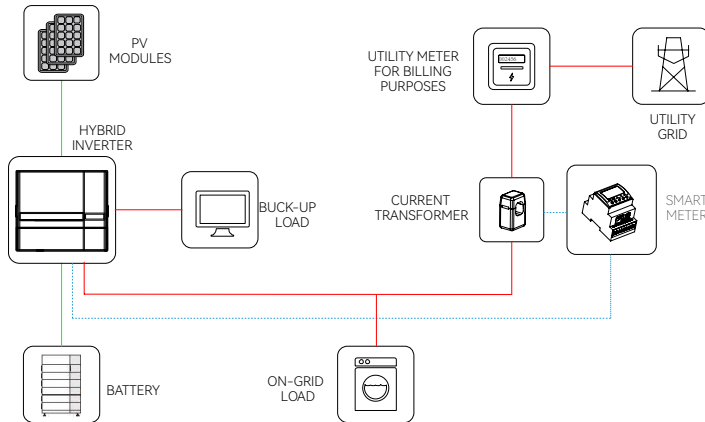 PV
MODULES
UTILITY METER
FOR BILLING
PURPOSES
UTILITY
GRID
HYBRID
INVERTER
BUCK-UP
LOAD
CURRENT
TRANSFORMER
SMART
METER
BATTERY
ON-GRID
LOAD